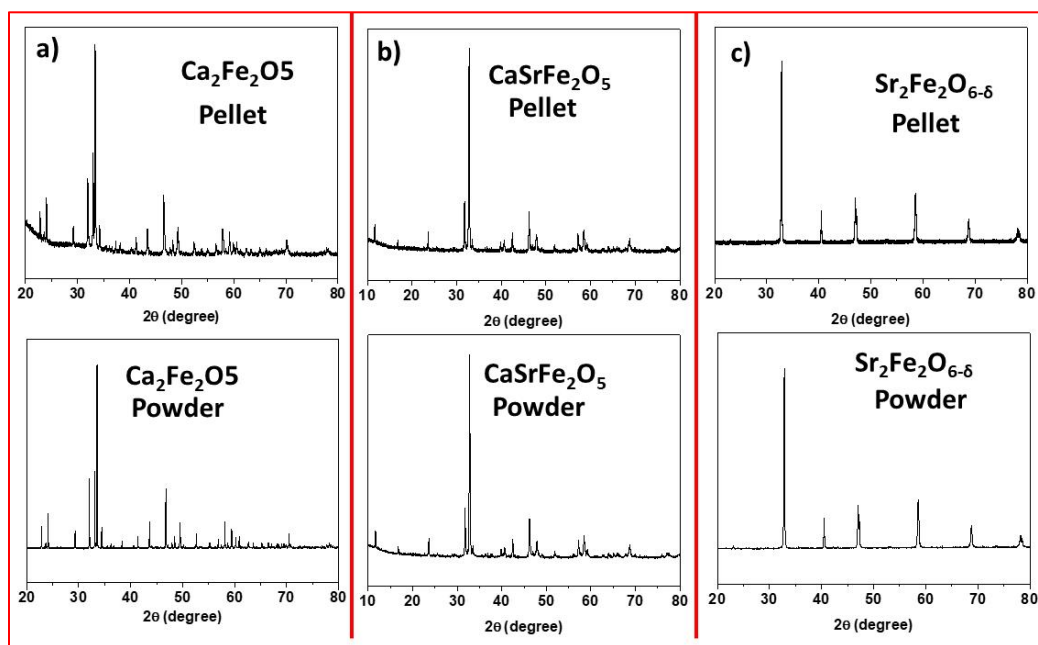 a)
Ca₂Fe₂O5
Pellet
20 30 40 50 60 70 80
2θ (degree)
Ca₂Fe₂O5
Powder
20 30 40 50 60 70 80
2θ (degree)
b)
CaSrFe₂O₅
Pellet
10 20 30 40 50 60 70 80
2θ (degree)
CaSrFe₂O₅
Powder
10 20 30 40 50 60 70 80
2θ (degree)
c)
Sr₂Fe₂O₆₋δ
Pellet
20 30 40 50 60 70 80
2θ (degree)
Sr₂Fe₂O₆₋δ
Powder
20 30 40 50 60 70 80
2θ (degree)